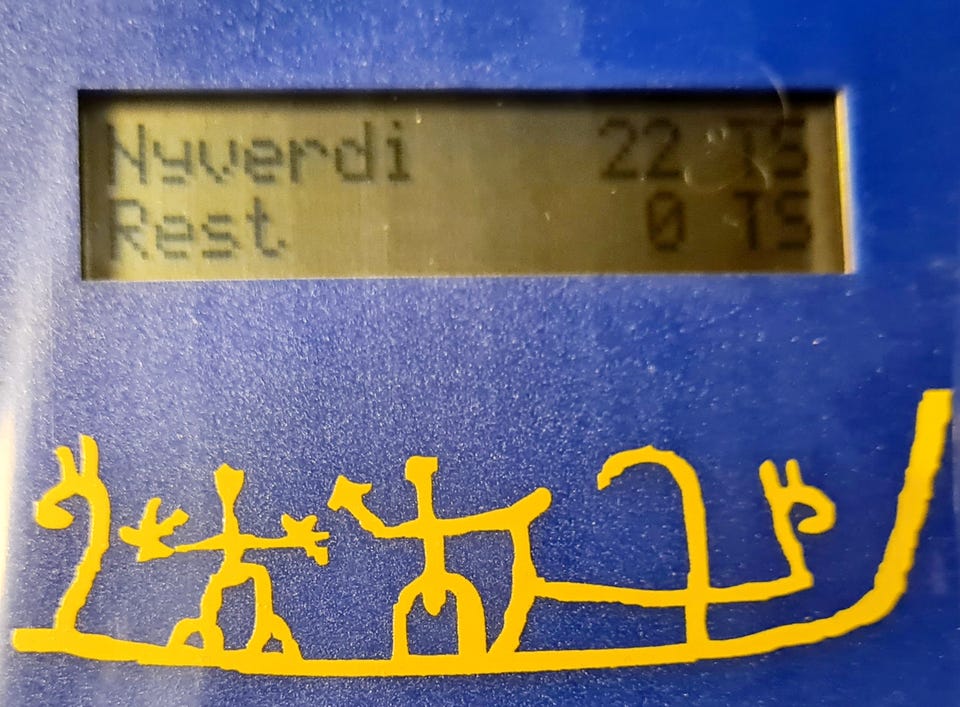 Nyverdi 22 TS
Rest 0 TS